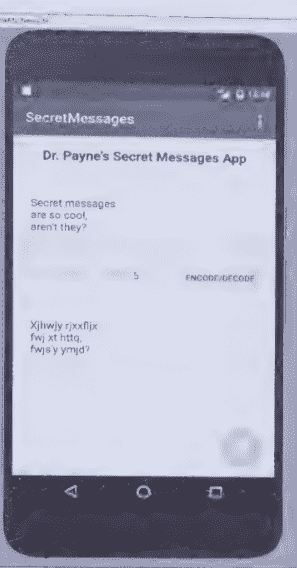 SecretMessages
Dr. Payne's Secret Messages App
Secret messages
are so cool,
aren't they?
5 ENCODE/DECODE
Xjhwjy rjxxfljx
fwj xt httq,
fwjs'y ymjd?